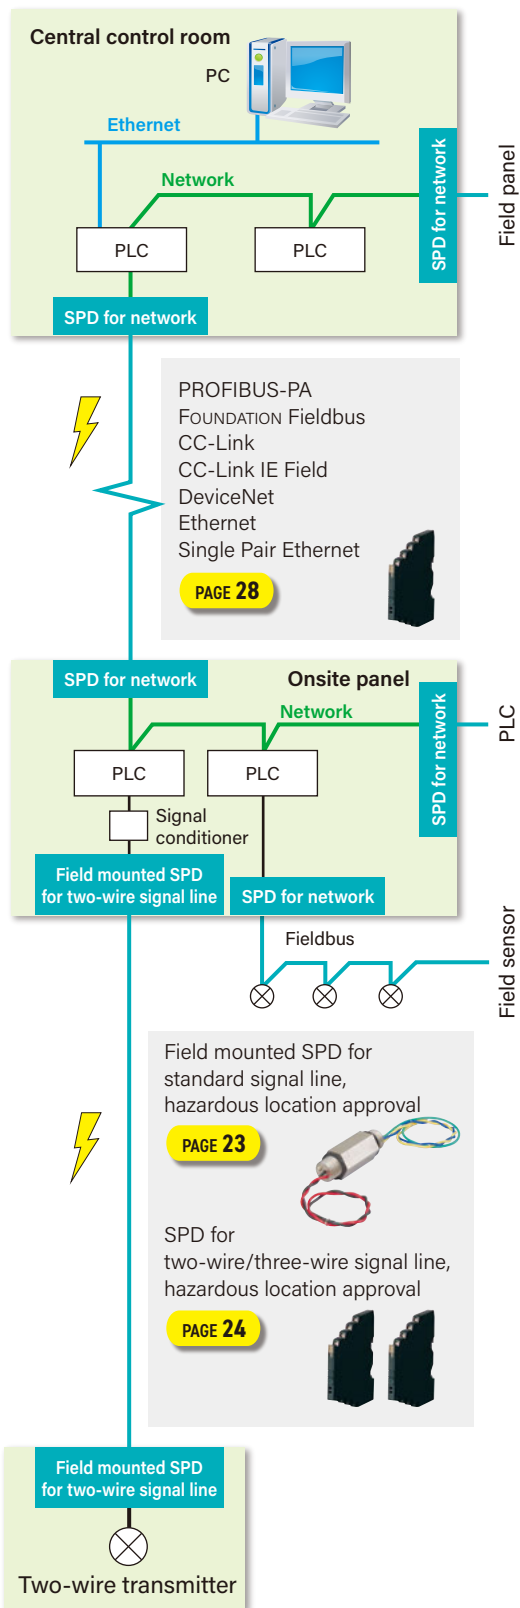 Central control room
PC
Ethernet
Network
SPD for network
Field panel
PLC
PLC
SPD for network
PROFIBUS-PA
FOUNDATION Fieldbus
CC-Link
CC-Link IE Field
DeviceNet
Ethernet
Single Pair Ethernet
PAGE 28
SPD for network
Onsite panel
Network
SPD for network
PLC
PLC
PLC
Signal
conditioner
Field mounted SPD
for two-wire signal line
SPD for network
Fieldbus
Field sensor
Field mounted SPD for
standard signal line,
hazardous location approval
PAGE 23
SPD for
two-wire/three-wire signal line,
hazardous location approval
PAGE 24
Field mounted SPD
for two-wire signal line
Two-wire transmitter